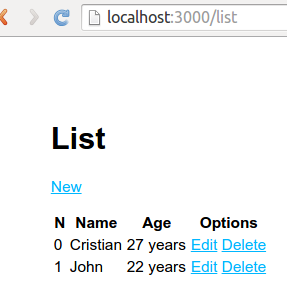 localhost:3000/list
List
New
N Name Age Options
0 Cristian 27 years Edit Delete
1 John 22 years Edit Delete